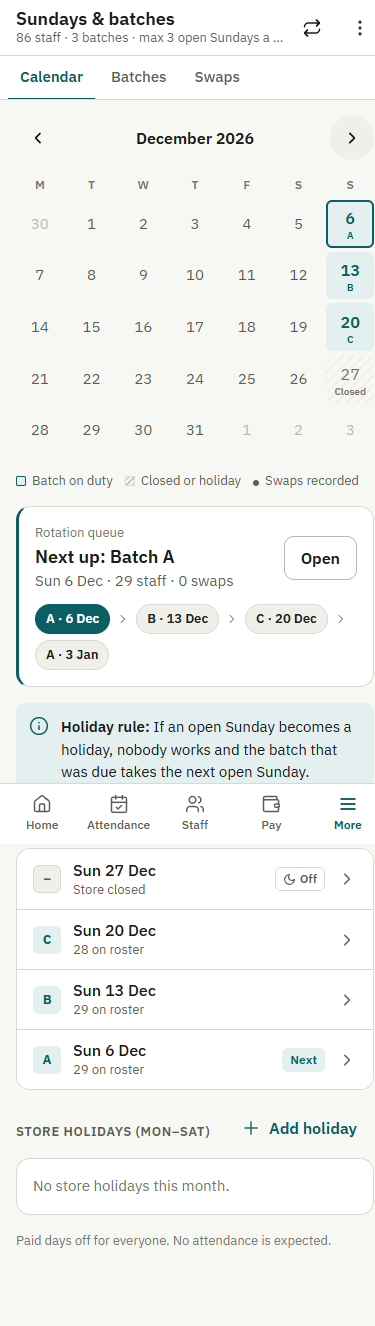 Sundays & batches
86 staff · 3 batches · max 3 open Sundays a ...
Calendar Batches Swaps
December 2026
M T W T F S S
30 1 2 3 4 5 6
A
7 8 9 10 11 12 13
B
14 15 16 17 18 19 20
C
21 22 23 24 25 26 27
Closed
28 29 30 31 1 2 3
Batch on duty Closed or holiday Swaps recorded
Rotation queue
Next up: Batch A
Sun 6 Dec · 29 staff · 0 swaps
Open
A · 6 Dec B · 13 Dec C · 20 Dec
A · 3 Jan
Holiday rule: If an open Sunday becomes a
holiday, nobody works and the batch that
was due takes the next open Sunday.
Home Attendance Staff Pay More
– Sun 27 Dec
Store closed
Off
C Sun 20 Dec
28 on roster
B Sun 13 Dec
29 on roster
A Sun 6 Dec
29 on roster
Next
STORE HOLIDAYS (MON–SAT) + Add holiday
No store holidays this month.
Paid days off for everyone. No attendance is expected.